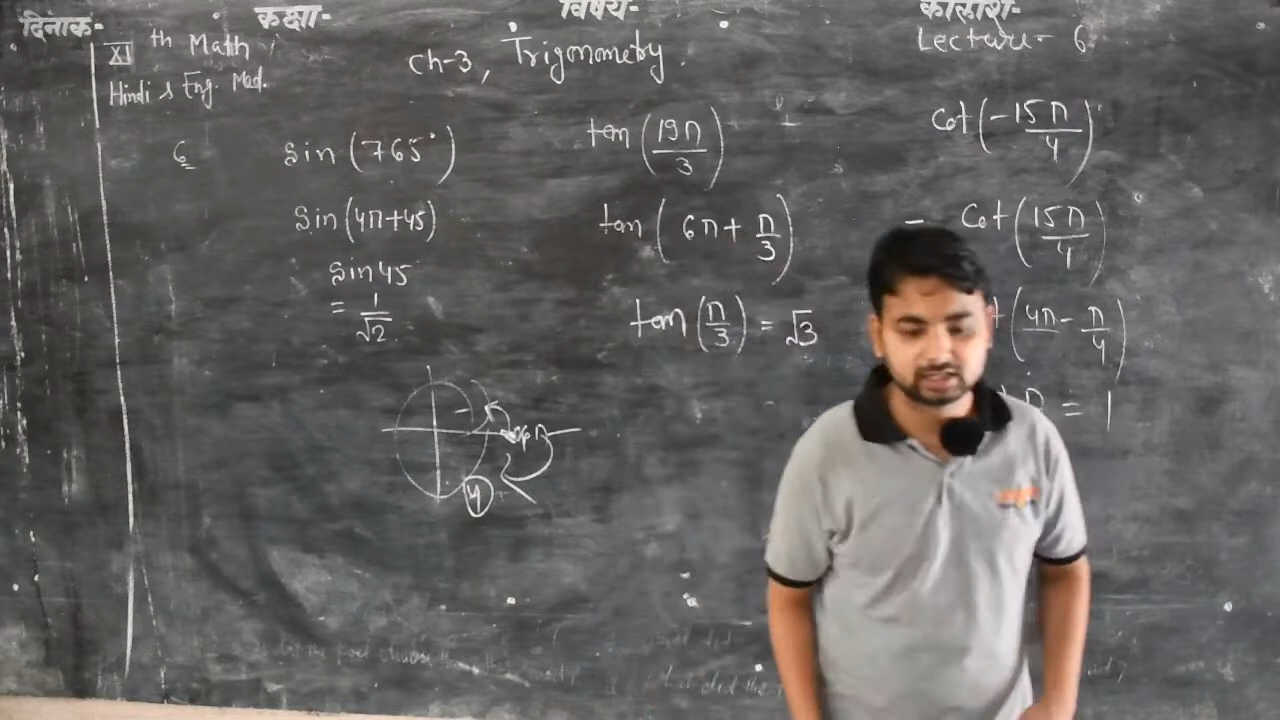 दिनांक- कक्षा- विषय- कालांश-
XI th Math
Hindi & Eng. Med.
Ch-3, Trigonometry.
Lecture- 6
6
sin (765°)
sin (4π+45)
sin 45
= 1/√2
tan (19π/3)
tan (6π + π/3)
tan (π/3) = √3
cot (-15π/4)
- cot (15π/4)
(4π - π/4)
= 1
4